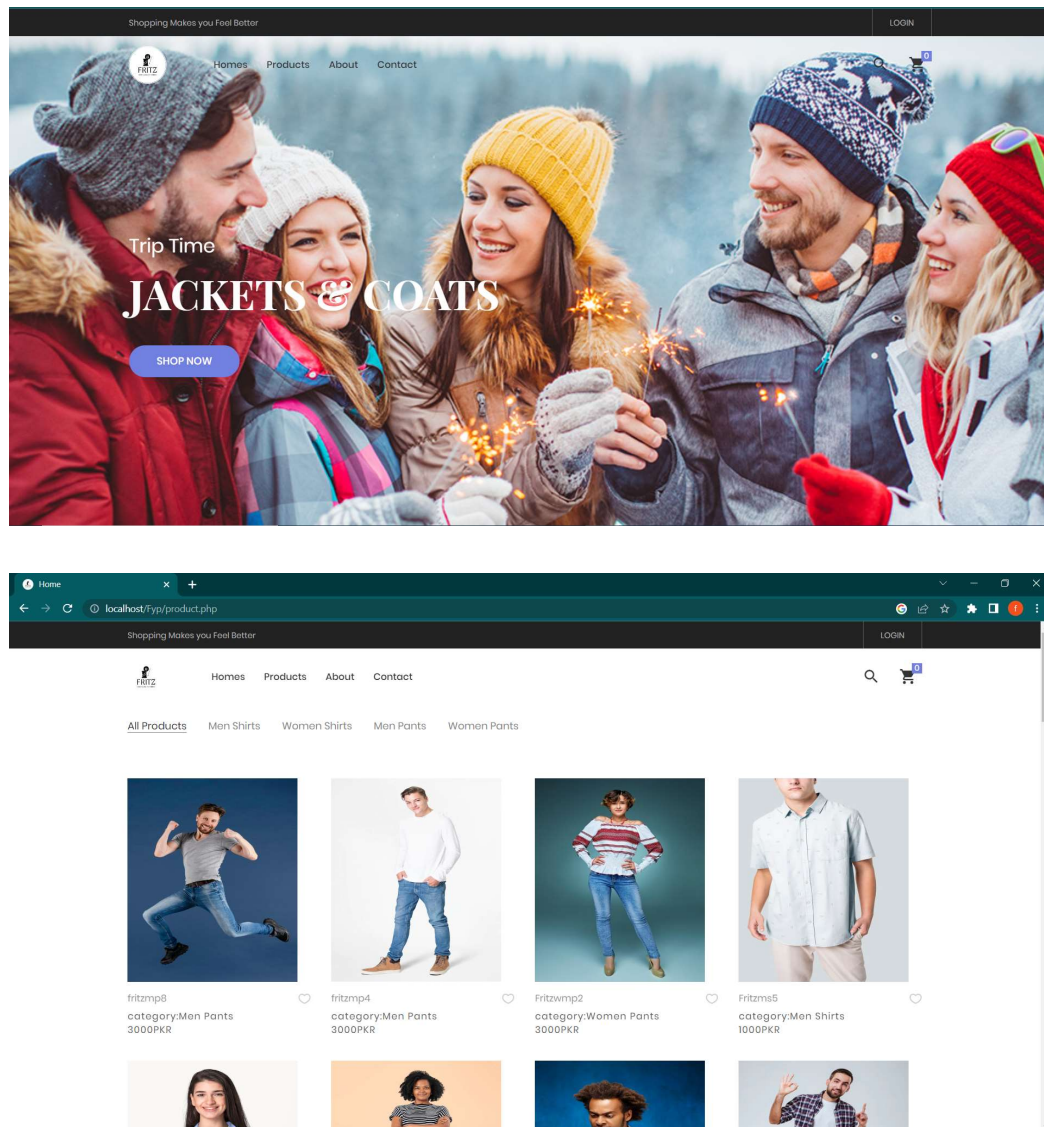 Shopping Makes you Feel Better
LOGIN
FRITZ
Homes Products About Contact
0
Trip Time
JACKETS & COATS
SHOP NOW
Home
localhost/Fyp/product.php
f
Shopping Makes you Feel Better
LOGIN
FRITZ
Homes Products About Contact
0
All Products Men Shirts Women Shirts Men Pants Women Pants
fritzmp8
category:Men Pants
3000PKR
fritzmp4
category:Men Pants
3000PKR
Fritzwmp2
category:Women Pants
3000PKR
Fritzms5
category:Men Shirts
1000PKR